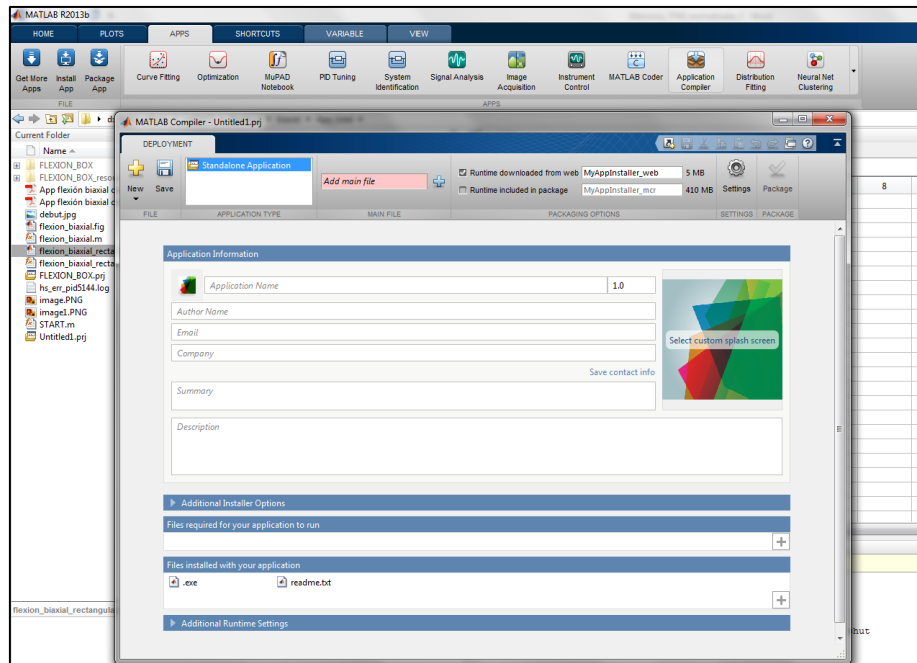 MATLAB R2013b
HOME PLOTS APPS SHORTCUTS VARIABLE VIEW
Get More Apps
Install App
Package App
Curve Fitting
Optimization
MuPAD Notebook
PID Tuning
System Identification
Signal Analysis
Image Acquisition
Instrument Control
MATLAB Coder
Application Compiler
Distribution Fitting
Neural Net Clustering
FILE
APPS
Current Folder
Name
FLEXION_BOX
FLEXION_BOX_reso
App flexión biaxial
App flexión biaxial
debut.jpg
flexion_biaxial.fig
flexion_biaxial.m
flexion_biaxial_recta
flexion_biaxial_recta
FLEXION_BOX.prj
hs_err_pid5144.log
image.PNG
image1.PNG
START.m
Untitled1.prj
flexion_biaxial_rectangula
MATLAB Compiler - Untitled1.prj
DEPLOYMENT
New
Save
Standalone Application
Add main file
Runtime downloaded from web MyAppInstaller_web 5 MB
Runtime included in package MyAppInstaller_mcr 410 MB
Settings
Package
FILE APPLICATION TYPE MAIN FILE PACKAGING OPTIONS SETTINGS PACKAGE
Application Information
Application Name 1.0
Author Name
Email
Company
Save contact info
Select custom splash screen
Summary
Description
Additional Installer Options
Files required for your application to run
Files installed with your application
.exe readme.txt
Additional Runtime Settings
8
hut